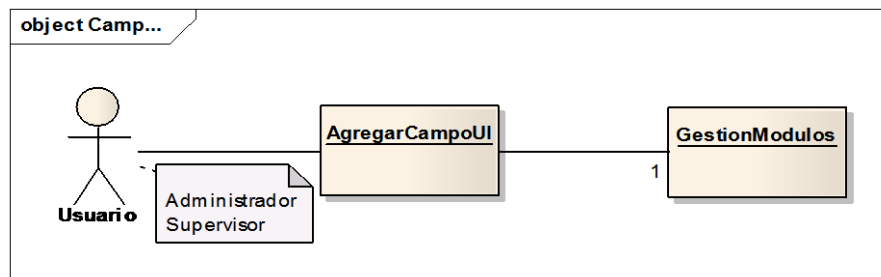 object Camp...
AgregarCampoUI
GestionModulos
1
Administrador
Supervisor
Usuario